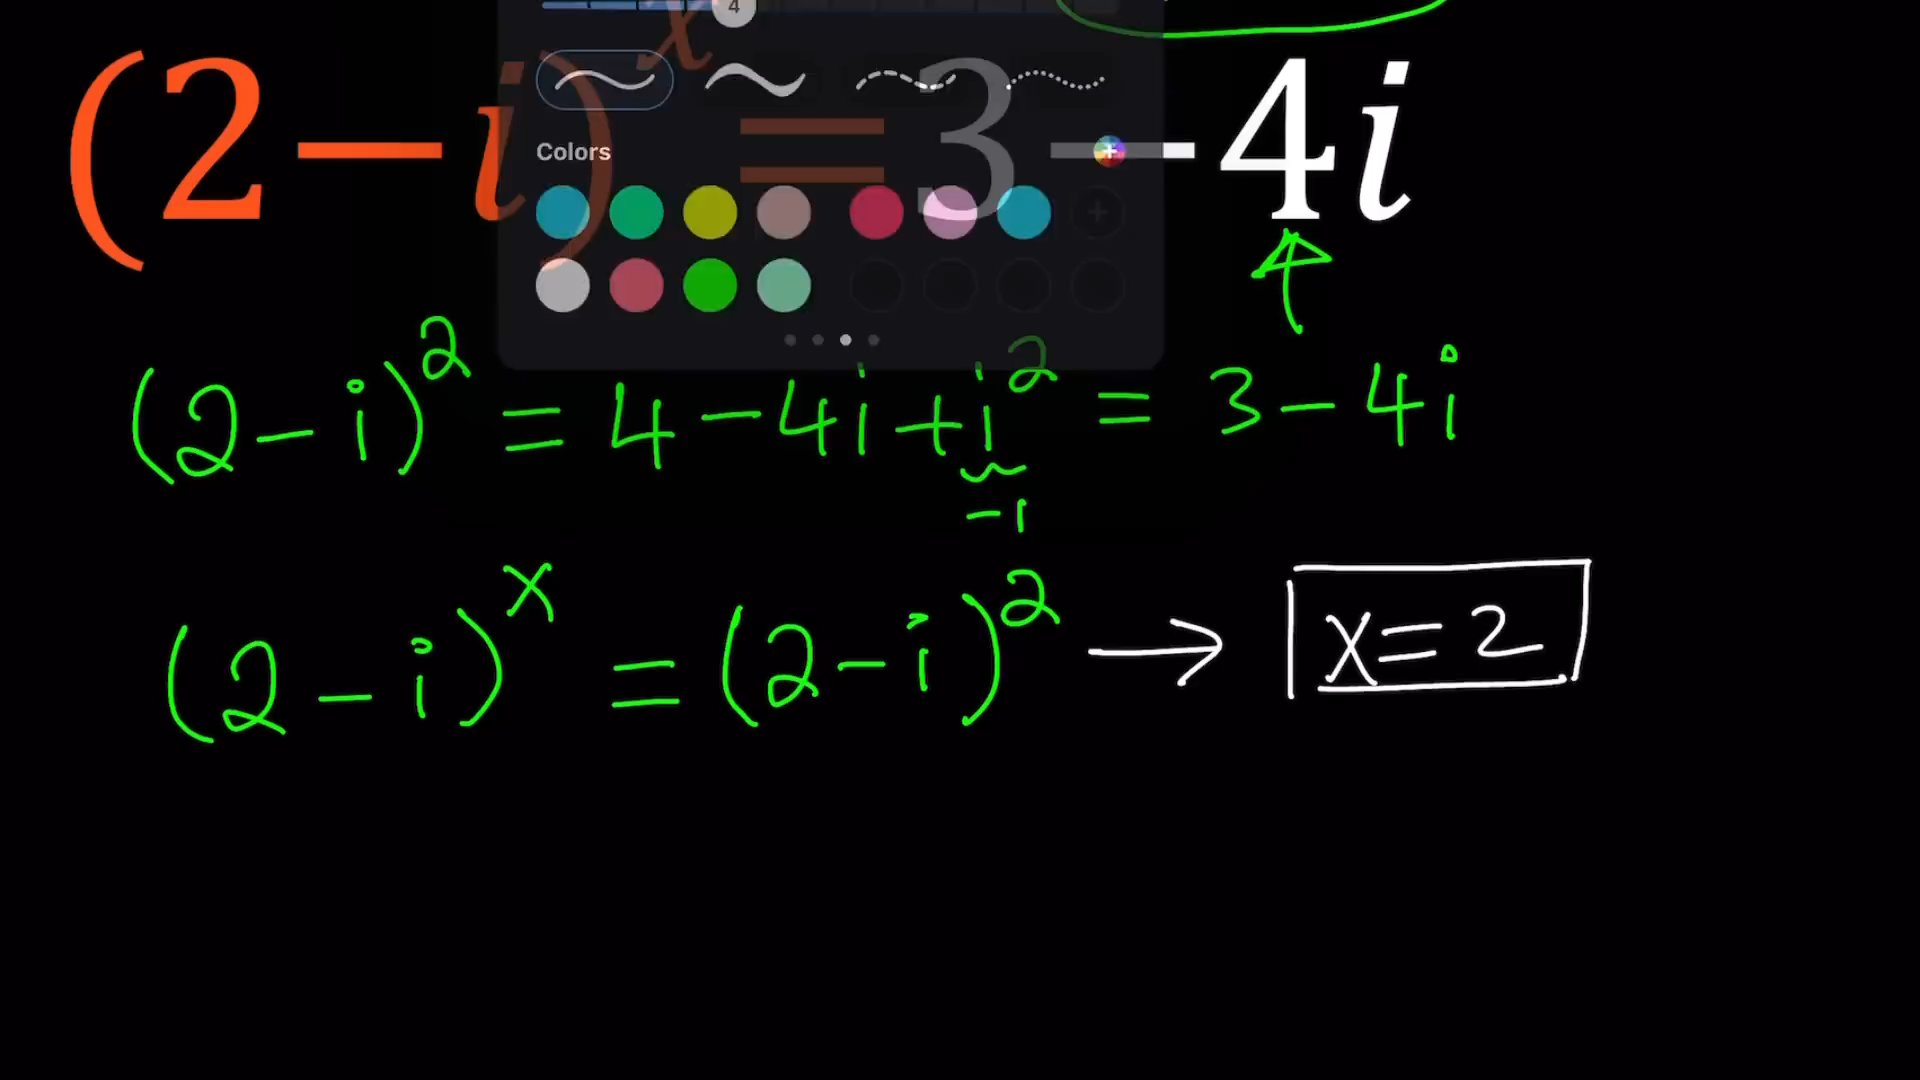 4
(2−i)^x = 3−4i
Colors
(2-i)^2 = 4-4i+i^2 = 3-4i
-1
(2-i)^x = (2-i)^2 → x=2